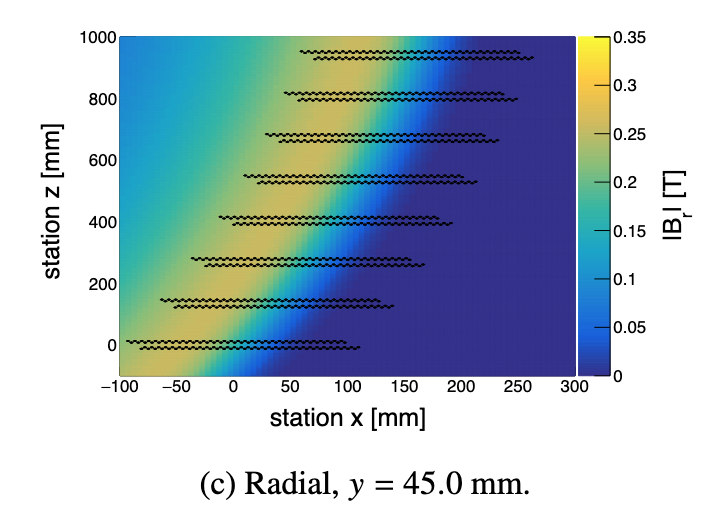 1000
800
600
400
200
0
station z [mm]
−100 −50 0 50 100 150 200 250 300
station x [mm]
0.35
0.3
0.25
0.2
0.15
0.1
0.05
0
|Br| [T]
(c) Radial, y = 45.0 mm.